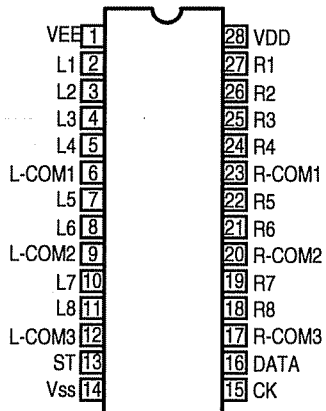 VEE 1 28 VDD
L1 2 27 R1
L2 3 26 R2
L3 4 25 R3
L4 5 24 R4
L-COM1 6 23 R-COM1
L5 7 22 R5
L6 8 21 R6
L-COM2 9 20 R-COM2
L7 10 19 R7
L8 11 18 R8
L-COM3 12 17 R-COM3
ST 13 16 DATA
Vss 14 15 CK